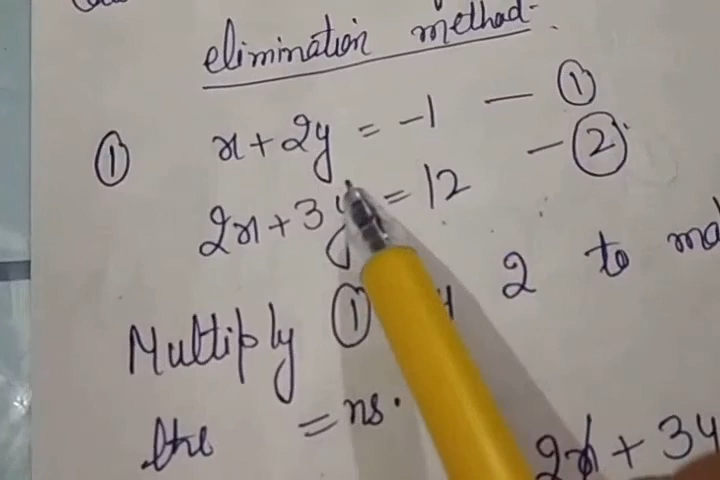 elimination method:
① x + 2y = -1 — ①
2x + 3y = 12 — ②
Multiply ① 2 to
the = ns.
2x + 3y